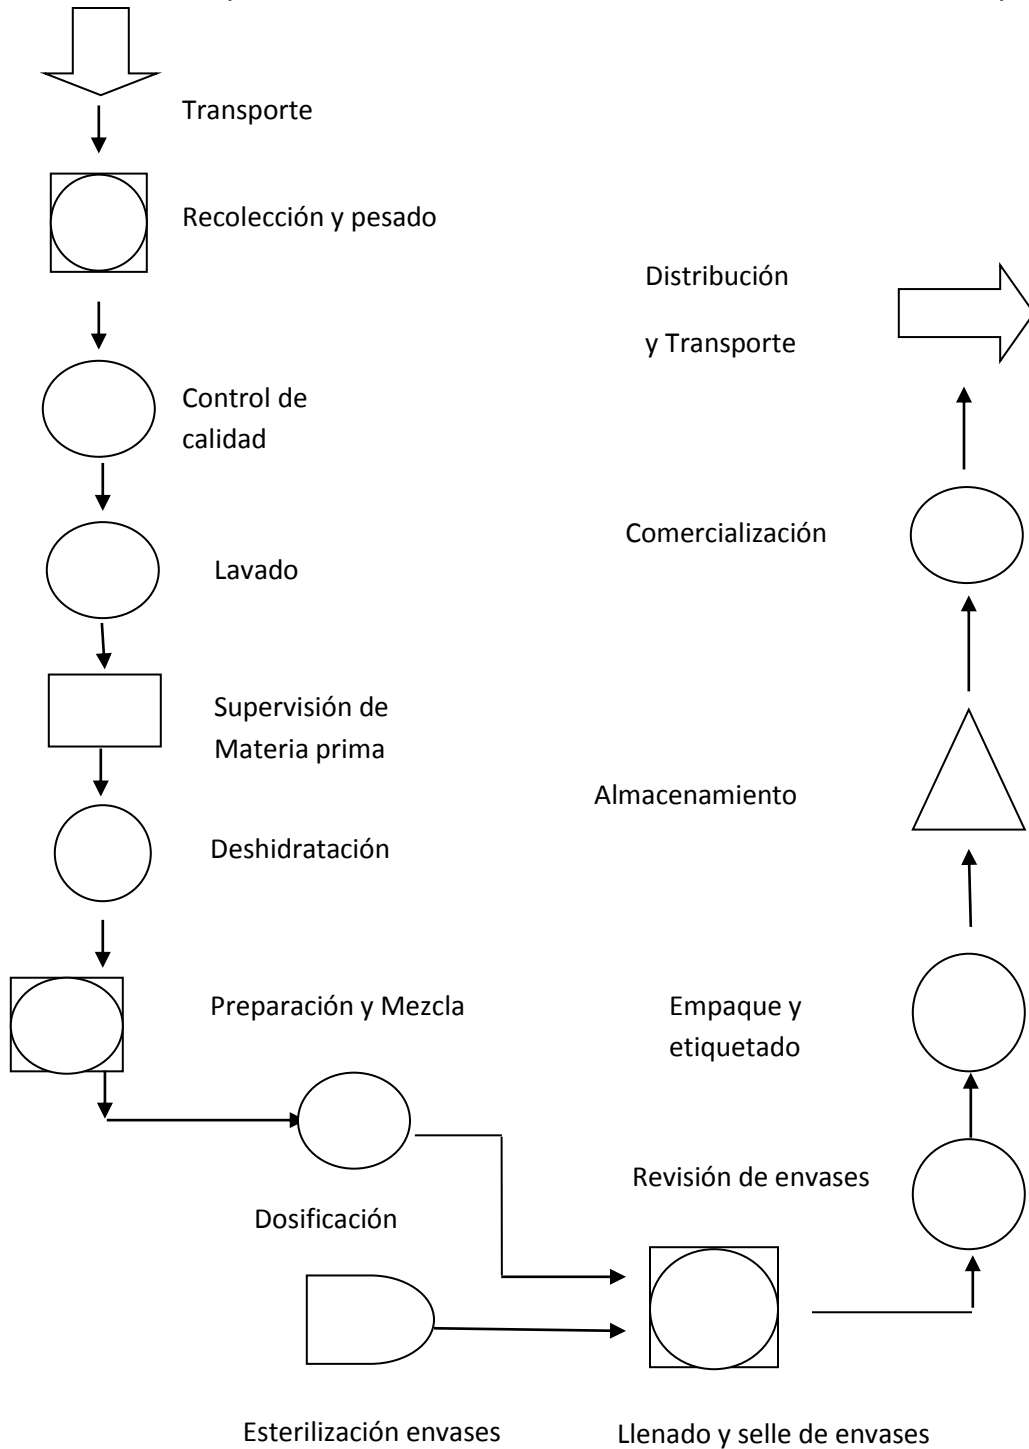 Transporte
Recolección y pesado
Control de
calidad
Lavado
Supervisión de
Materia prima
Deshidratación
Preparación y Mezcla
Dosificación
Esterilización envases
Llenado y selle de envases
Revisión de envases
Empaque y
etiquetado
Almacenamiento
Comercialización
Distribución
y Transporte